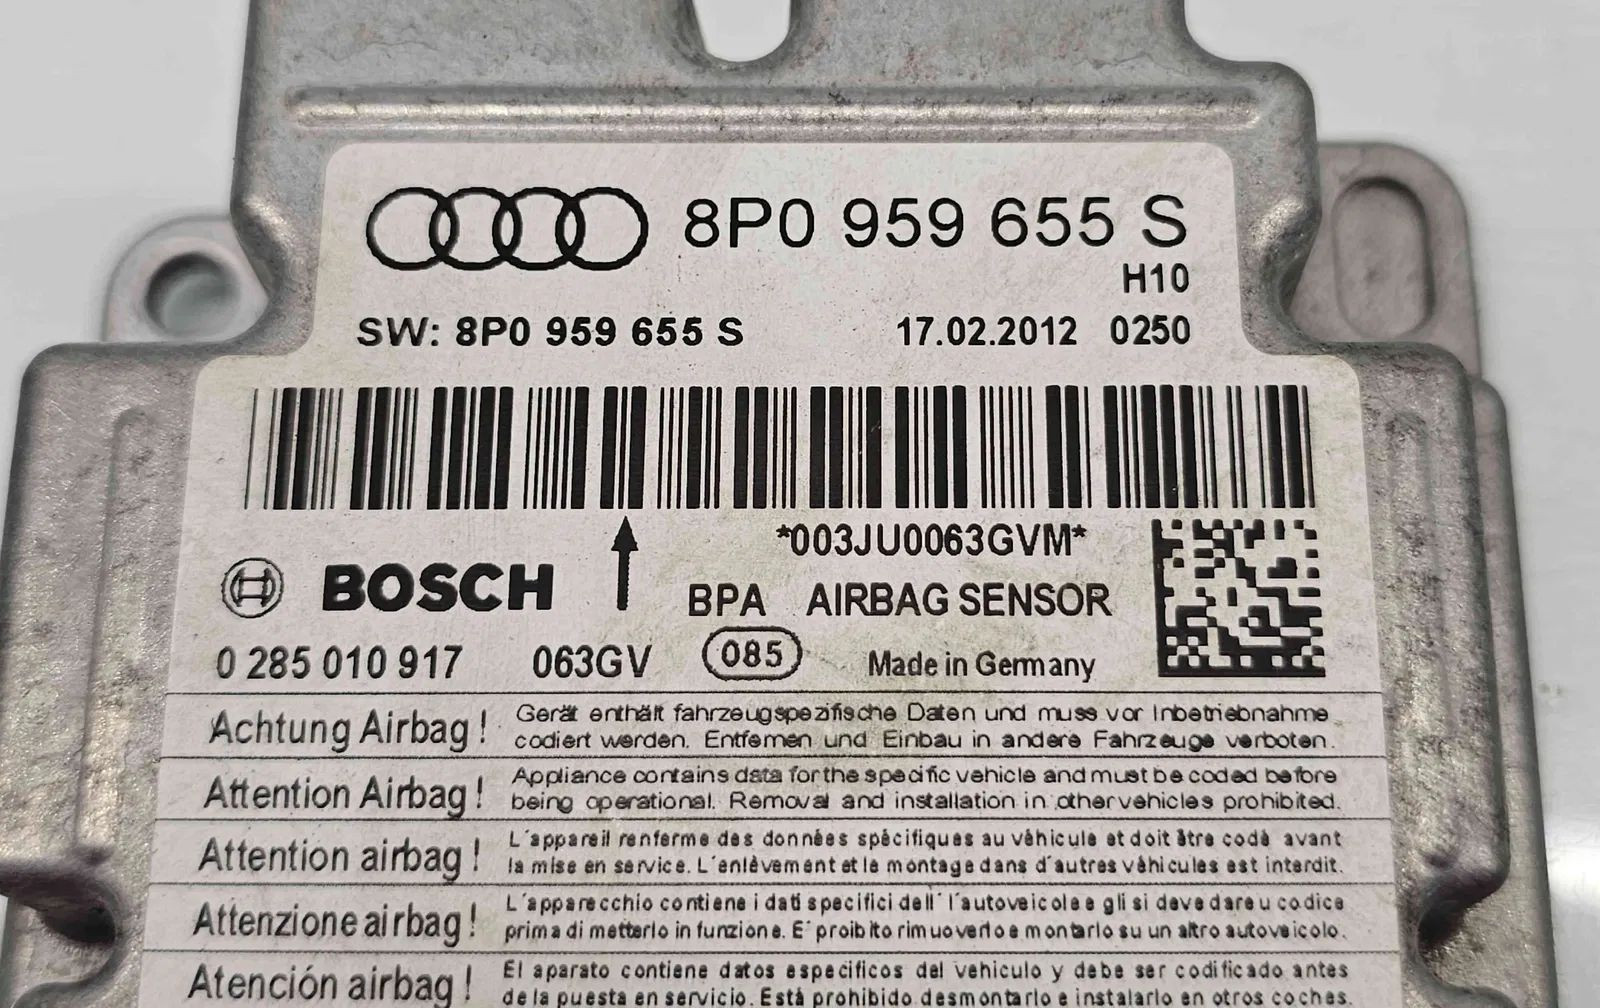 8P0 959 655 S
H10
SW: 8P0 959 655 S 17.02.2012 0250
*003JU0063GVM*
BOSCH BPA AIRBAG SENSOR
0 285 010 917 063GV 085 Made in Germany
Achtung Airbag! Gerät enthält fahrzeugspezifische Daten und muss vor Inbetriebnahme
codiert werden. Entfernen und Einbau in andere Fahrzeuge verboten.
Attention Airbag! Appliance contains data for the specific vehicle and must be coded before
being operational. Removal and installation in other vehicles prohibited.
Attention airbag! L'appareil renferme des données spécifiques au véhicule et doit être codé avant
la mise en service. L'enlèvement et le montage dans d'autres véhicules est interdit.
Attenzione airbag! L'apparecchio contiene i dati specifici dell' l'autoveicole e gli si deve dare u codice
prima di metterlo in funzione. E' proibito rimuoverlo e montarlo su un altro autoveicolo.
Atención airbag! El aparato contiene datos especificos del vehiculo y debe ser codificado antes
de la puesta en servicio. Está prohibido desmontarlo e instalarlo en otros coches.